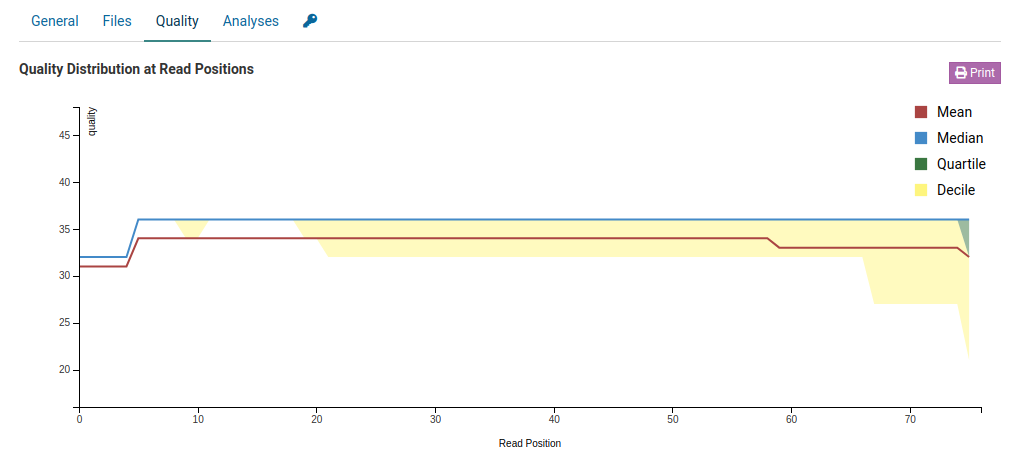 General Files Quality Analyses
Quality Distribution at Read Positions
Print
quality
Mean
Median
Quartile
Decile
45
40
35
30
25
20
0 10 20 30 40 50 60 70
Read Position